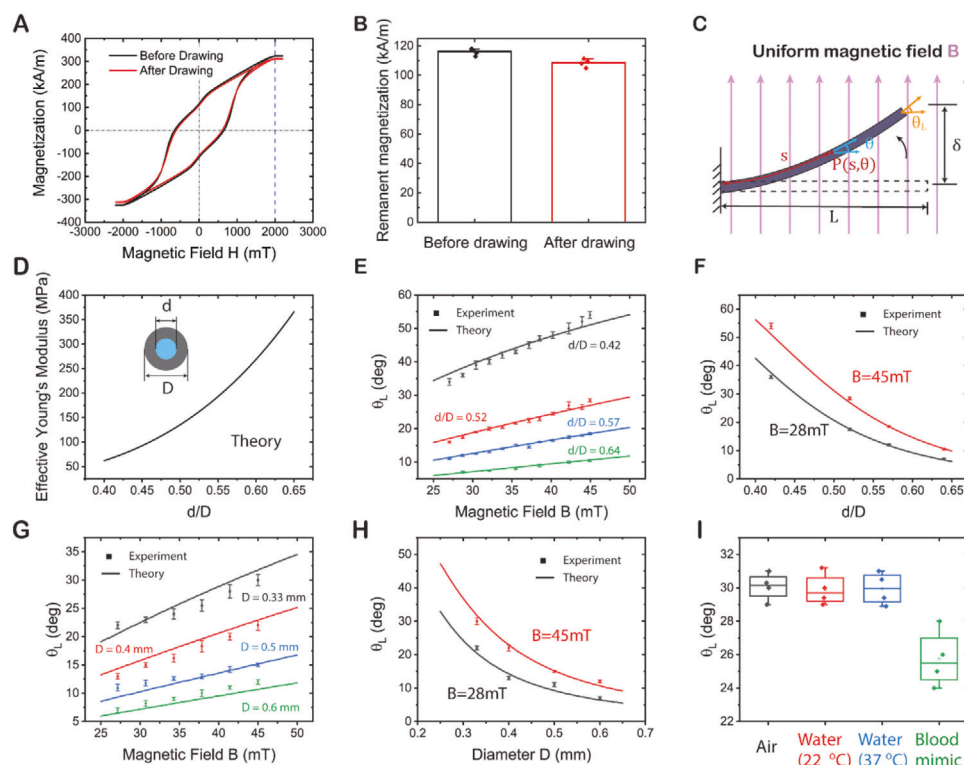 A
Magnetization (kA/m)
400
300
200
100
0
-100
-200
-300
-400
Before Drawing
After Drawing
-3000 -2000 -1000 0 1000 2000 3000
Magnetic Field H (mT)
B
Remanant magnetization (kA/m)
120
100
80
60
40
20
0
Before drawing
After drawing
C
Uniform magnetic field B
θL
θ
s
P(s,θ)
δ
L
D
Effective Young's Modulus (MPa)
400
350
300
250
200
150
100
50
d
D
Theory
0.40 0.45 0.50 0.55 0.60 0.65
d/D
E
θL (deg)
60
50
40
30
20
10
Experiment
Theory
d/D = 0.42
d/D = 0.52
d/D = 0.57
d/D = 0.64
25 30 35 40 45 50
Magnetic Field B (mT)
F
θL (deg)
60
50
40
30
20
10
0
Experiment
Theory
B=45mT
B=28mT
0.40 0.45 0.50 0.55 0.60 0.65
d/D
G
θL (deg)
35
30
25
20
15
10
5
Experiment
Theory
D = 0.33 mm
D = 0.4 mm
D = 0.5 mm
D = 0.6 mm
25 30 35 40 45 50
Magnetic Field B (mT)
H
θL (deg)
50
40
30
20
10
0
Experiment
Theory
B=45mT
B=28mT
0.2 0.3 0.4 0.5 0.6 0.7
Diameter D (mm)
I
θL (deg)
32
30
28
26
24
22
Air
Water
(22 °C)
Water
(37 °C)
Blood
mimic